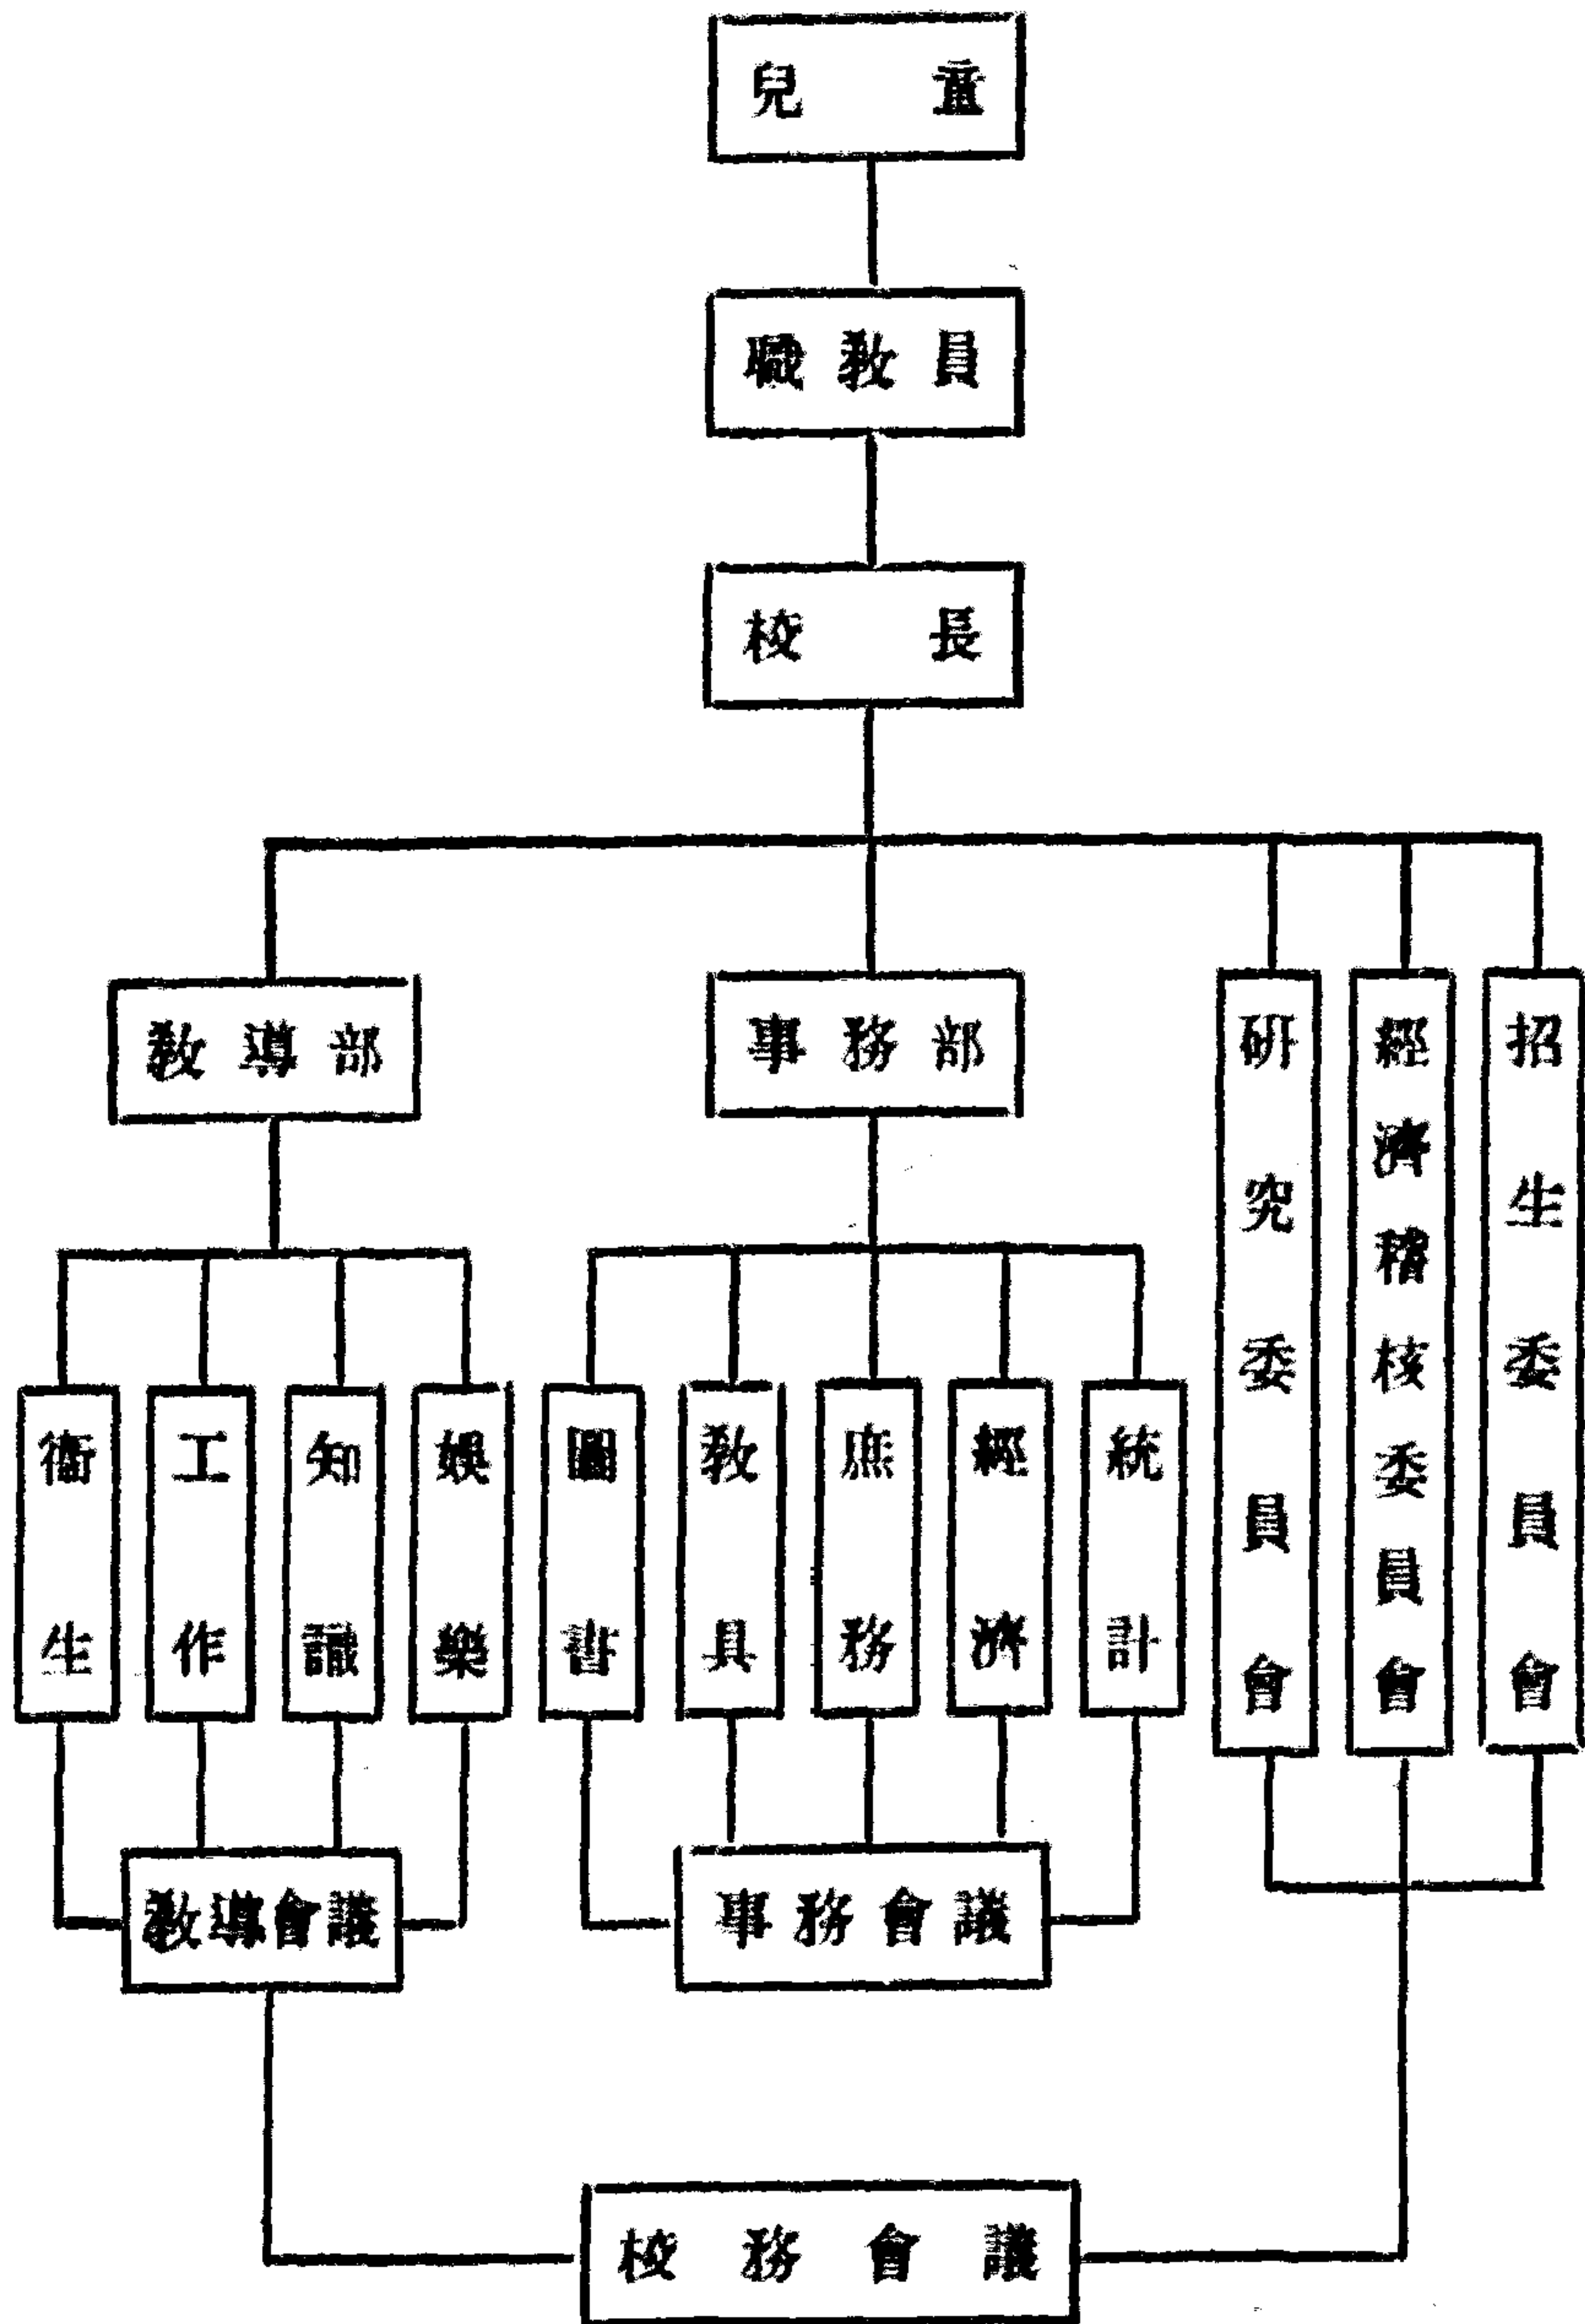 兒童
職教員
校長
教導部
事務部
研究委員會
經濟稽核委員會
招生委員會
衞生
工作
知識
娛樂
圖書
教具
庶務
經濟
統計
教導會議
事務會議
校務會議